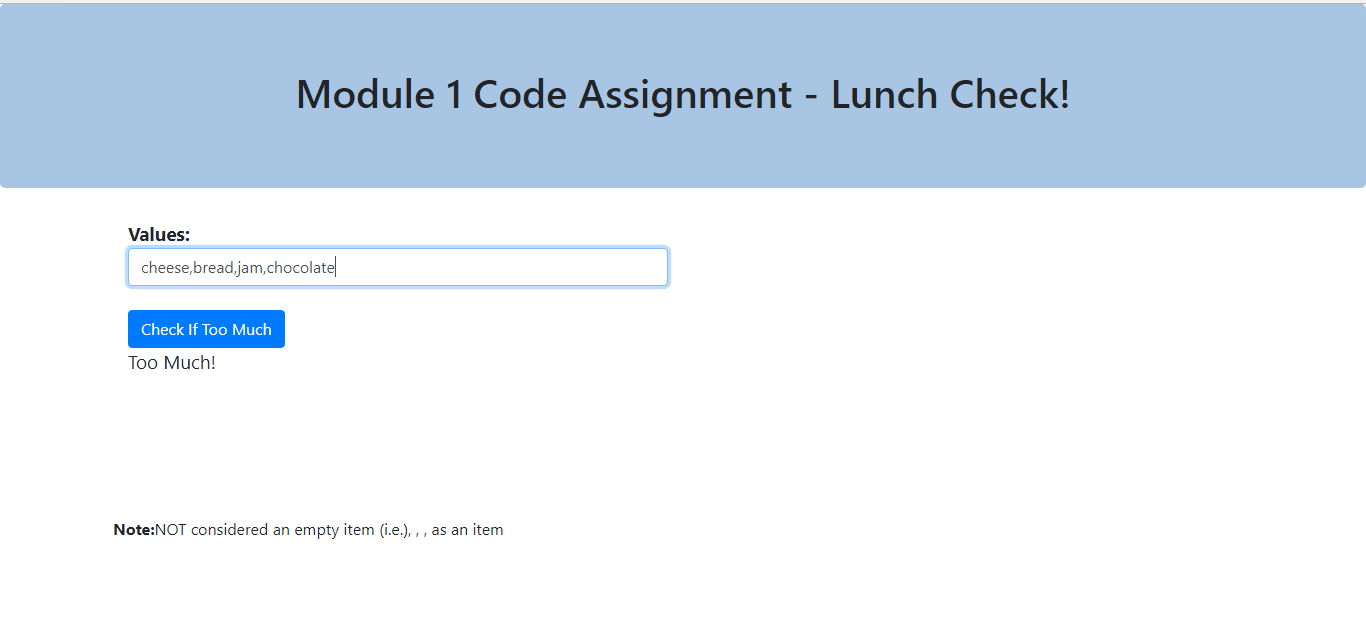 Module 1 Code Assignment - Lunch Check!
Values:
cheese,bread,jam,chocolate
Check If Too Much
Too Much!
Note:NOT considered an empty item (i.e.), , , as an item